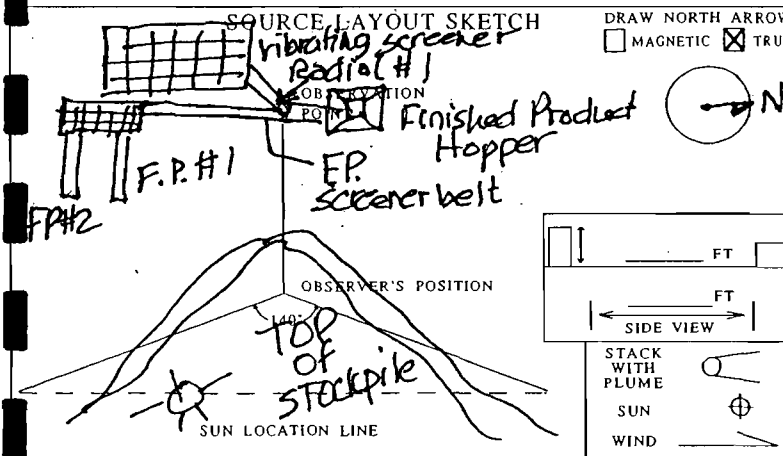 SOURCE LAYOUT SKETCH
DRAW NORTH ARROW
MAGNETIC TRU
vibrating screener
Radial #1
OBSERVATION
POINT
N
Finished Product
Hopper
F.P. #1
F.P.
screener belt
FP#2
FT
OBSERVER'S POSITION
FT
140°
SIDE VIEW
TOP
OF
STOCKpile
STACK
WITH
PLUME
SUN
SUN LOCATION LINE
WIND